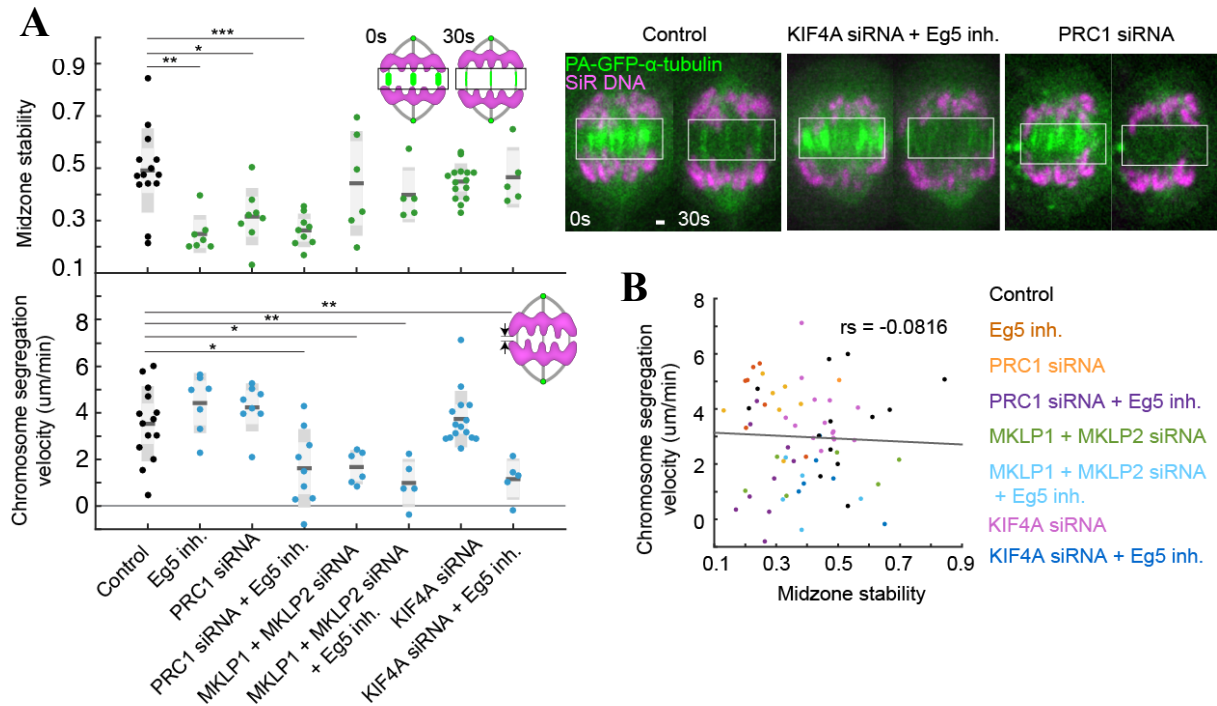 A
0s
30s
***
*
**
0.9
0.7
0.5
0.3
0.1
Midzone stability
**
**
*
*
8
6
4
2
0
Chromosome segregation
velocity (um/min)
Control
Eg5 inh.
PRC1 siRNA
PRC1 siRNA + Eg5 inh.
MKLP1 + MKLP2 siRNA
MKLP1 + MKLP2 siRNA
+ Eg5 inh.
KIF4A siRNA
KIF4A siRNA + Eg5 inh.
Control
KIF4A siRNA + Eg5 inh.
PRC1 siRNA
PA-GFP-α-tubulin
SiR DNA
0s
30s
B
rs = -0.0816
8
6
4
2
0
Chromosome segregation
velocity (um/min)
0.1
0.3
0.5
0.7
0.9
Midzone stability
Control
Eg5 inh.
PRC1 siRNA
PRC1 siRNA + Eg5 inh.
MKLP1 + MKLP2 siRNA
MKLP1 + MKLP2 siRNA
+ Eg5 inh.
KIF4A siRNA
KIF4A siRNA + Eg5 inh.